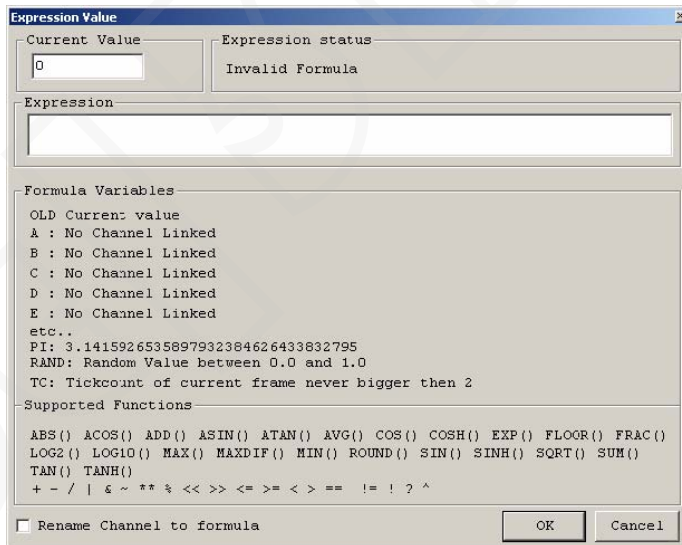 Expression Value
Current Value
Expression status
0
Invalid Formula
Expression
Formula Variables
OLD Current value
A : No Channel Linked
B : No Channel Linked
C : No Channel Linked
D : No Channel Linked
E : No Channel Linked
etc..
PI: 3.1415926535897932384626433832795
RAND: Random Value between 0.0 and 1.0
TC: Tickcount of current frame never bigger then 2
Supported Functions
ABS() ACOS() ADD() ASIN() ATAN() AVG() COS() COSH() EXP() FLOOR() FRAC()
LOG2() LOG10() MAX() MAXDIF() MIN() ROUND() SIN() SINH() SQRT() SUM()
TAN() TANH()
+ - / | & ~ ** % << >> <= >= < > == != ! ? ^
Rename Channel to formula
OK
Cancel